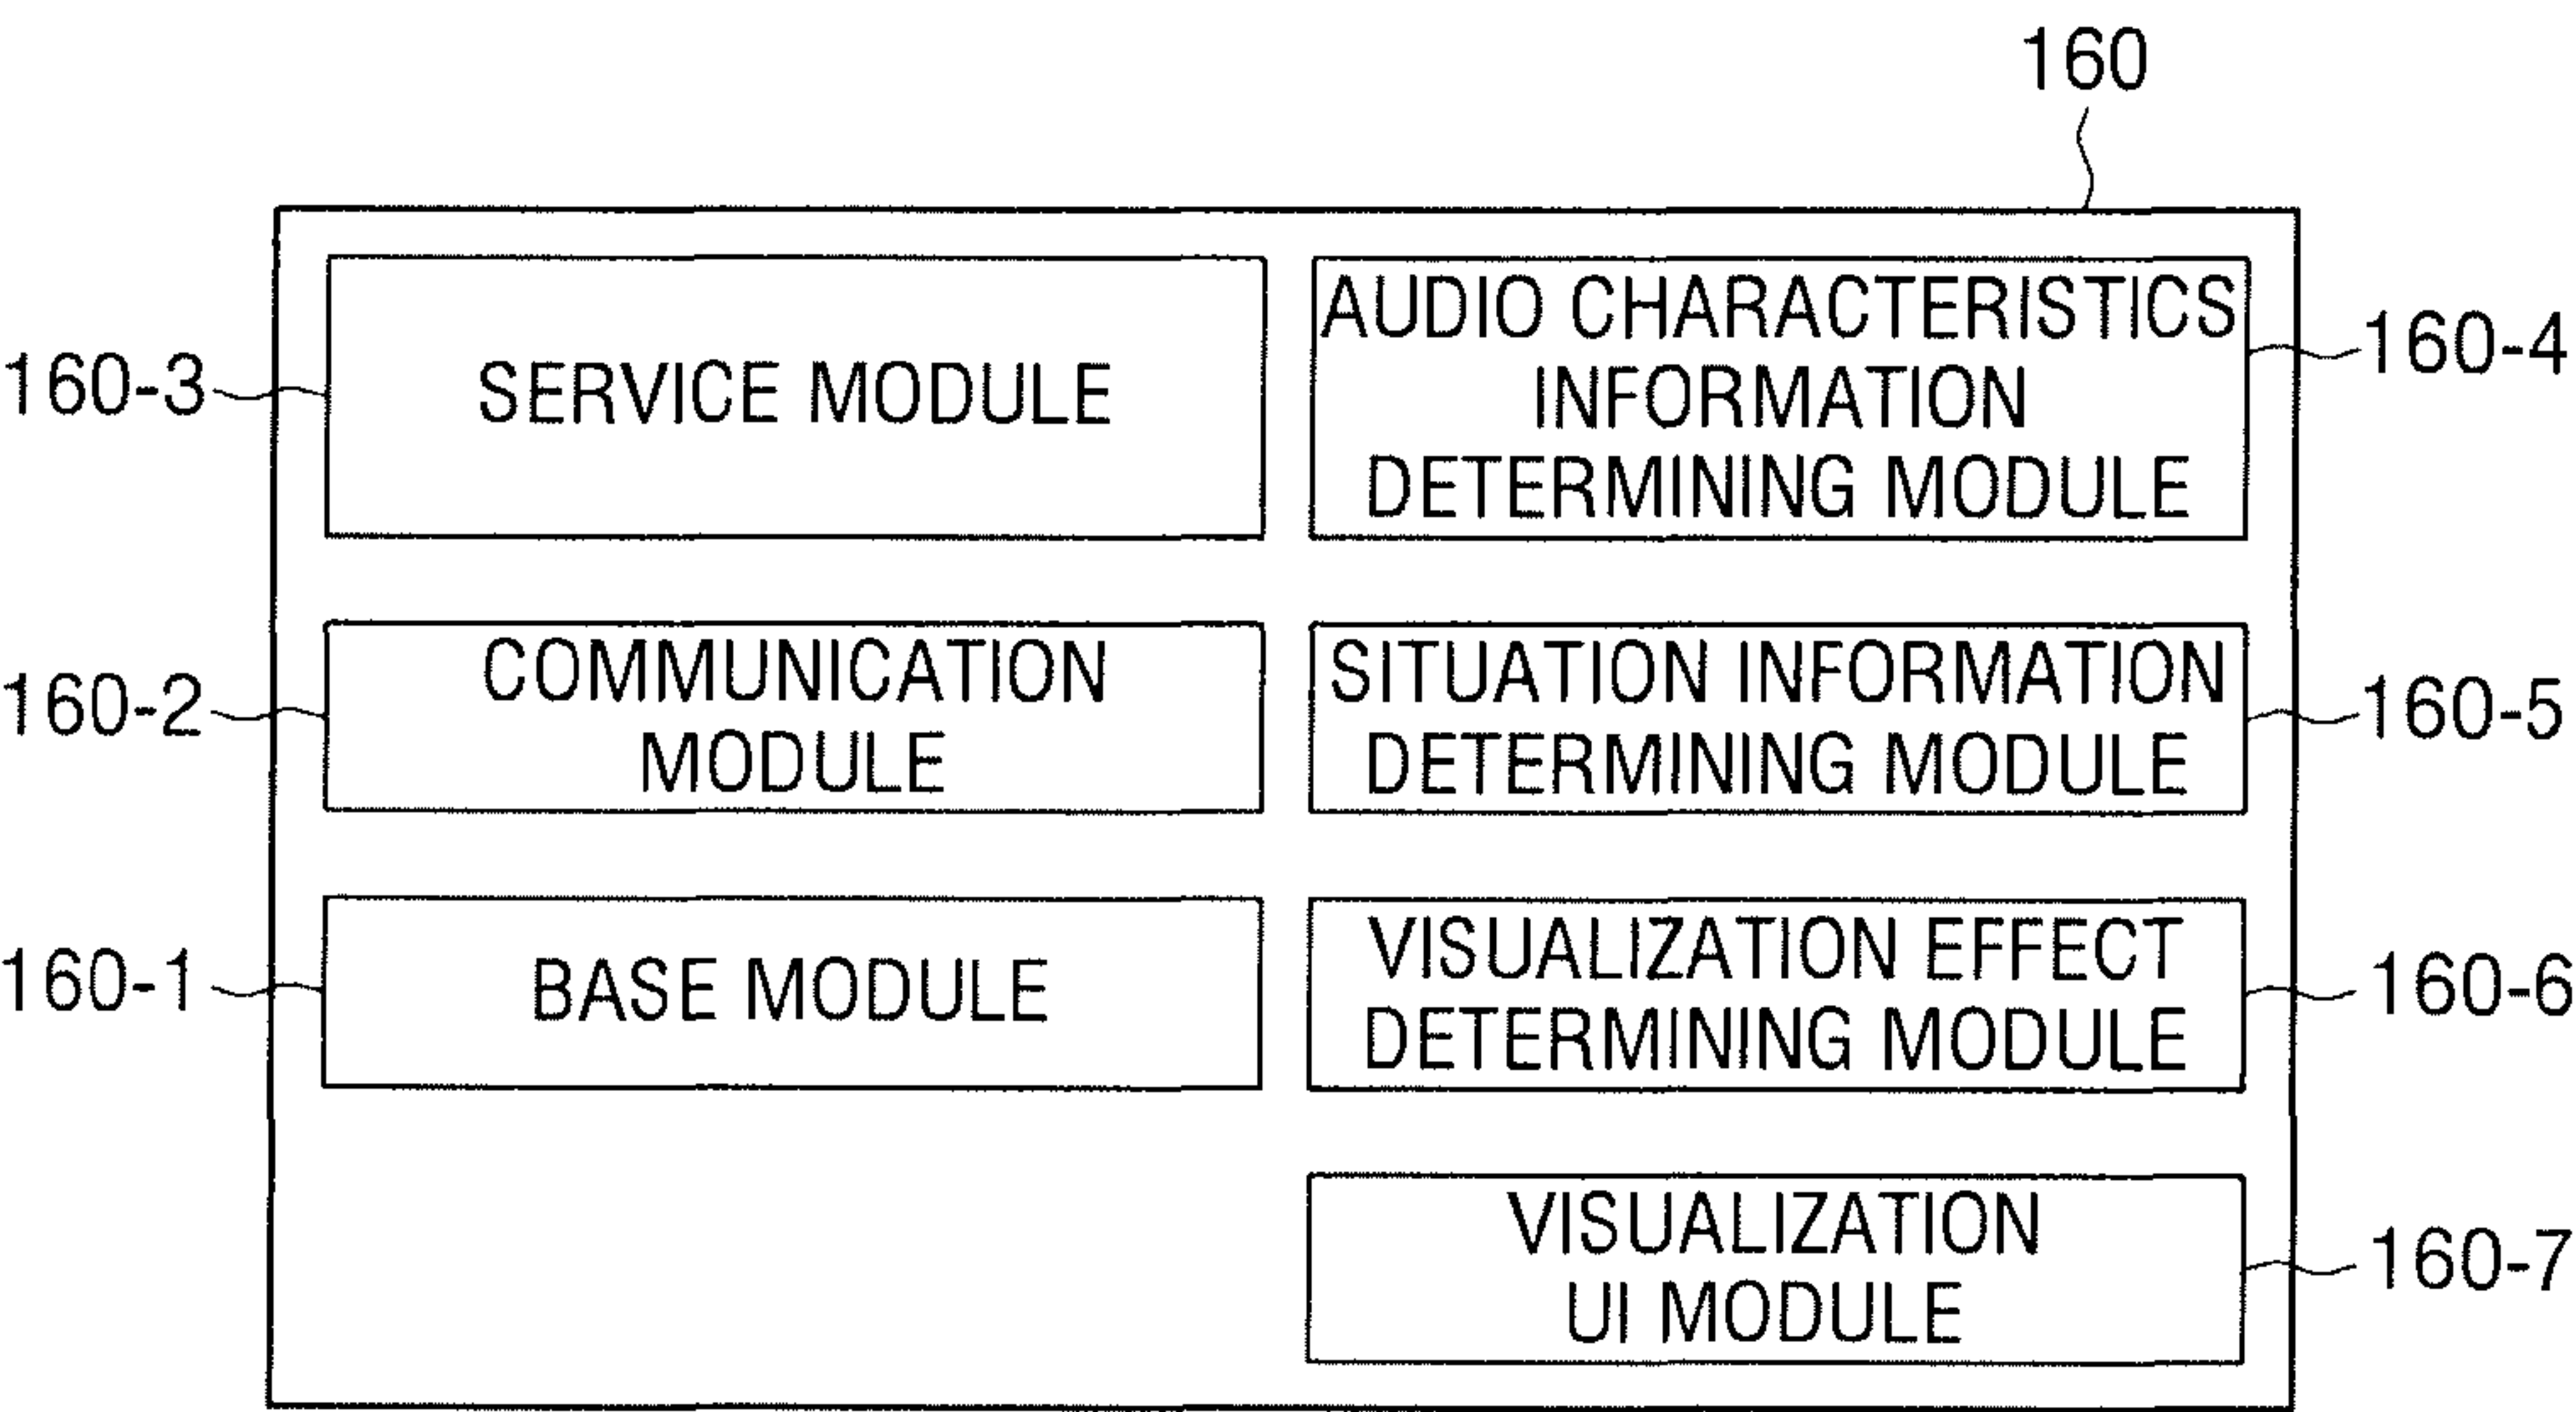 160
160-3
SERVICE MODULE
AUDIO CHARACTERISTICS
INFORMATION
DETERMINING MODULE
160-4
160-2
COMMUNICATION
MODULE
SITUATION INFORMATION
DETERMINING MODULE
160-5
160-1
BASE MODULE
VISUALIZATION EFFECT
DETERMINING MODULE
160-6
VISUALIZATION
UI MODULE
160-7